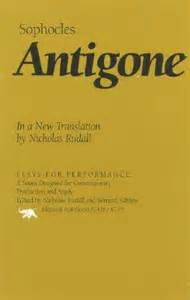 Sophocles
Antigone
In a New Translation
by Nicholas Rudall
PLAYS FOR PERFORMANCE
A Series Designed for Contemporary
Production and Study
Edited by Nicholas Rudall and Bernard Sahlins